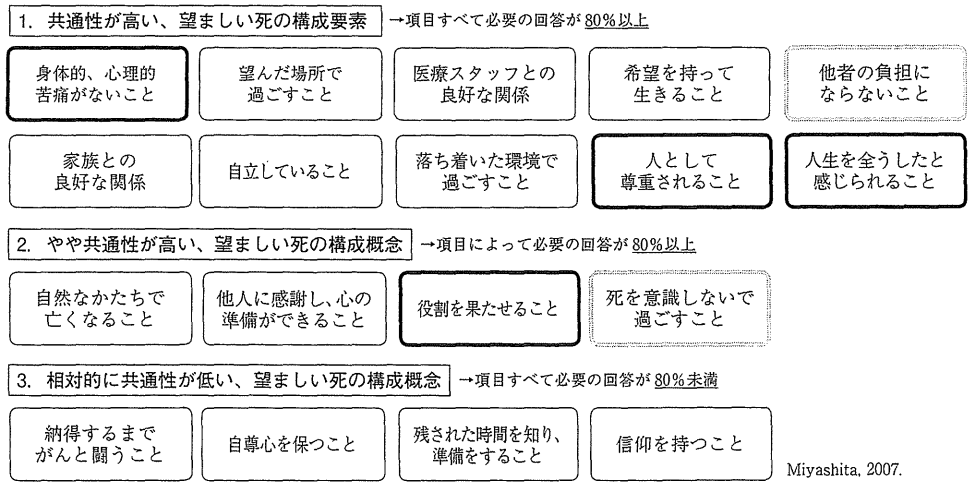 1. 共通性が高い、望ましい死の構成要素 →項目すべて必要の回答が 80％以上
身体的、心理的
苦痛がないこと
望んだ場所で
過ごすこと
医療スタッフとの
良好な関係
希望を持って
生きること
他者の負担に
ならないこと
家族との
良好な関係
自立していること
落ち着いた環境で
過ごすこと
人として
尊重されること
人生を全うしたと
感じられること
2. やや共通性が高い、望ましい死の構成概念 →項目によって必要の回答が 80％以上
自然なかたちで
亡くなること
他人に感謝し、心の
準備ができること
役割を果たせること
死を意識しないで
過ごすこと
3. 相対的に共通性が低い、望ましい死の構成概念 →項目すべて必要の回答が 80％未満
納得するまで
がんと闘うこと
自尊心を保つこと
残された時間を知り、
準備をすること
信仰を持つこと
Miyashita, 2007.